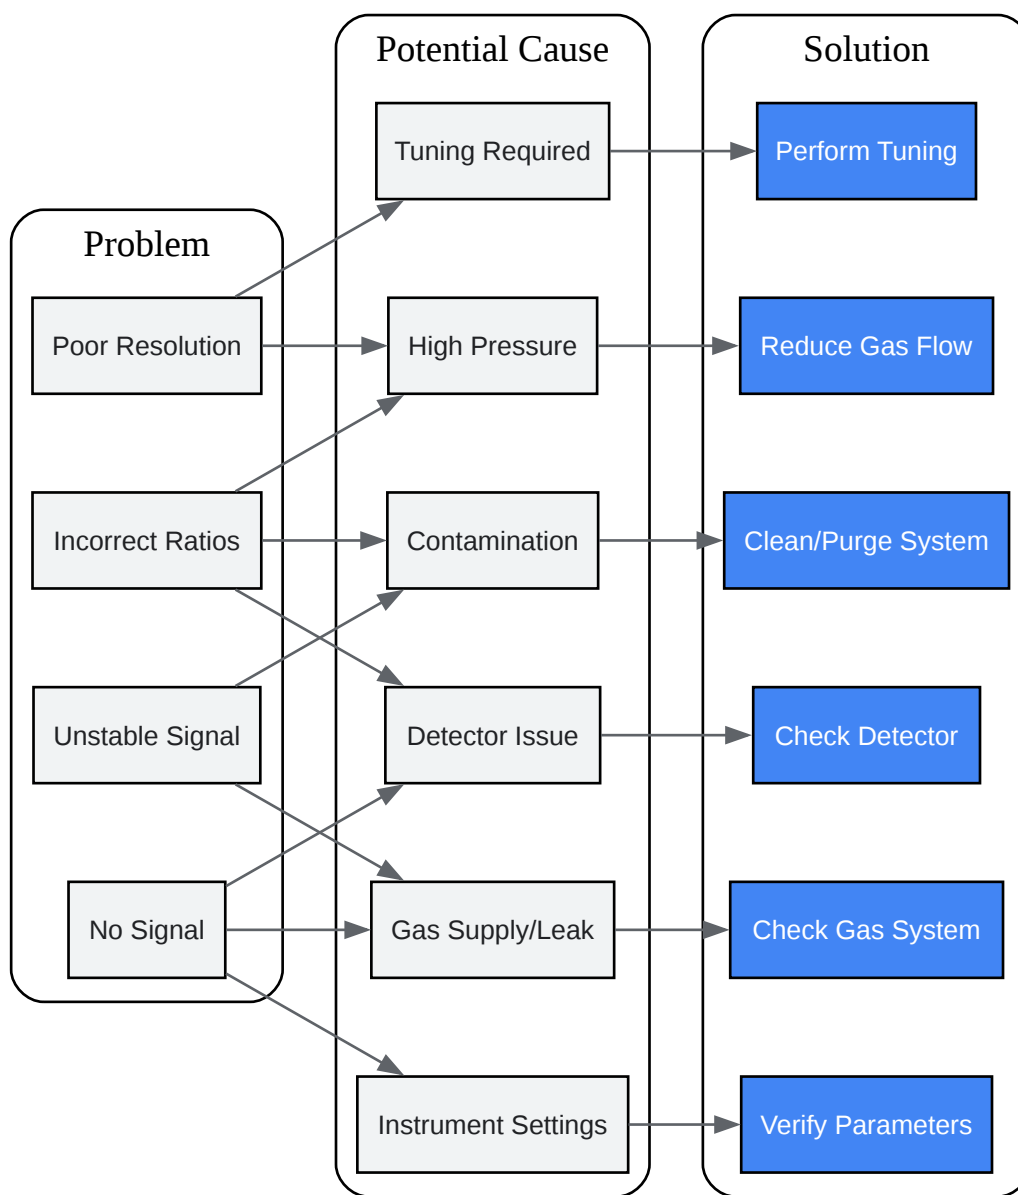 Problem
Poor Resolution
Incorrect Ratios
Unstable Signal
No Signal
Potential Cause
Tuning Required
High Pressure
Contamination
Detector Issue
Gas Supply/Leak
Instrument Settings
Solution
Perform Tuning
Reduce Gas Flow
Clean/Purge System
Check Detector
Check Gas System
Verify Parameters